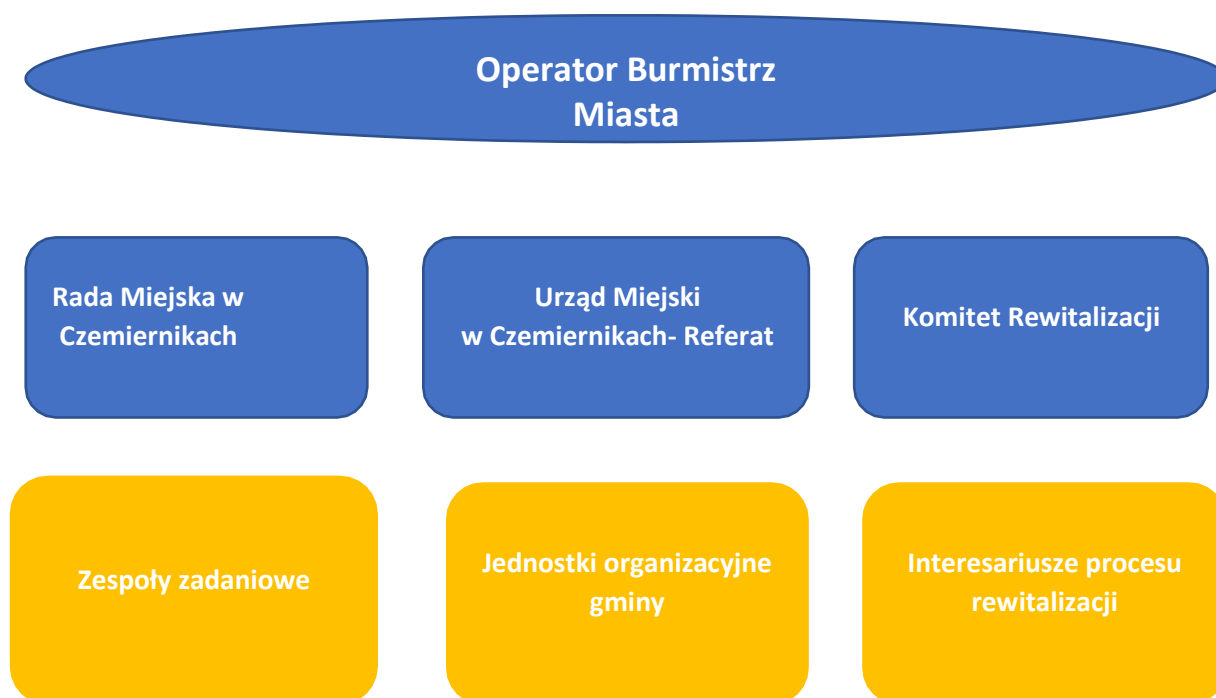 Operator Burmistrz
Miasta
Rada Miejska w
Czemiernikach
Urząd Miejski
w Czemiernikach- Referat
Komitet Rewitalizacji
Zespoły zadaniowe
Jednostki organizacyjne
gminy
Interesariusze procesu
rewitalizacji